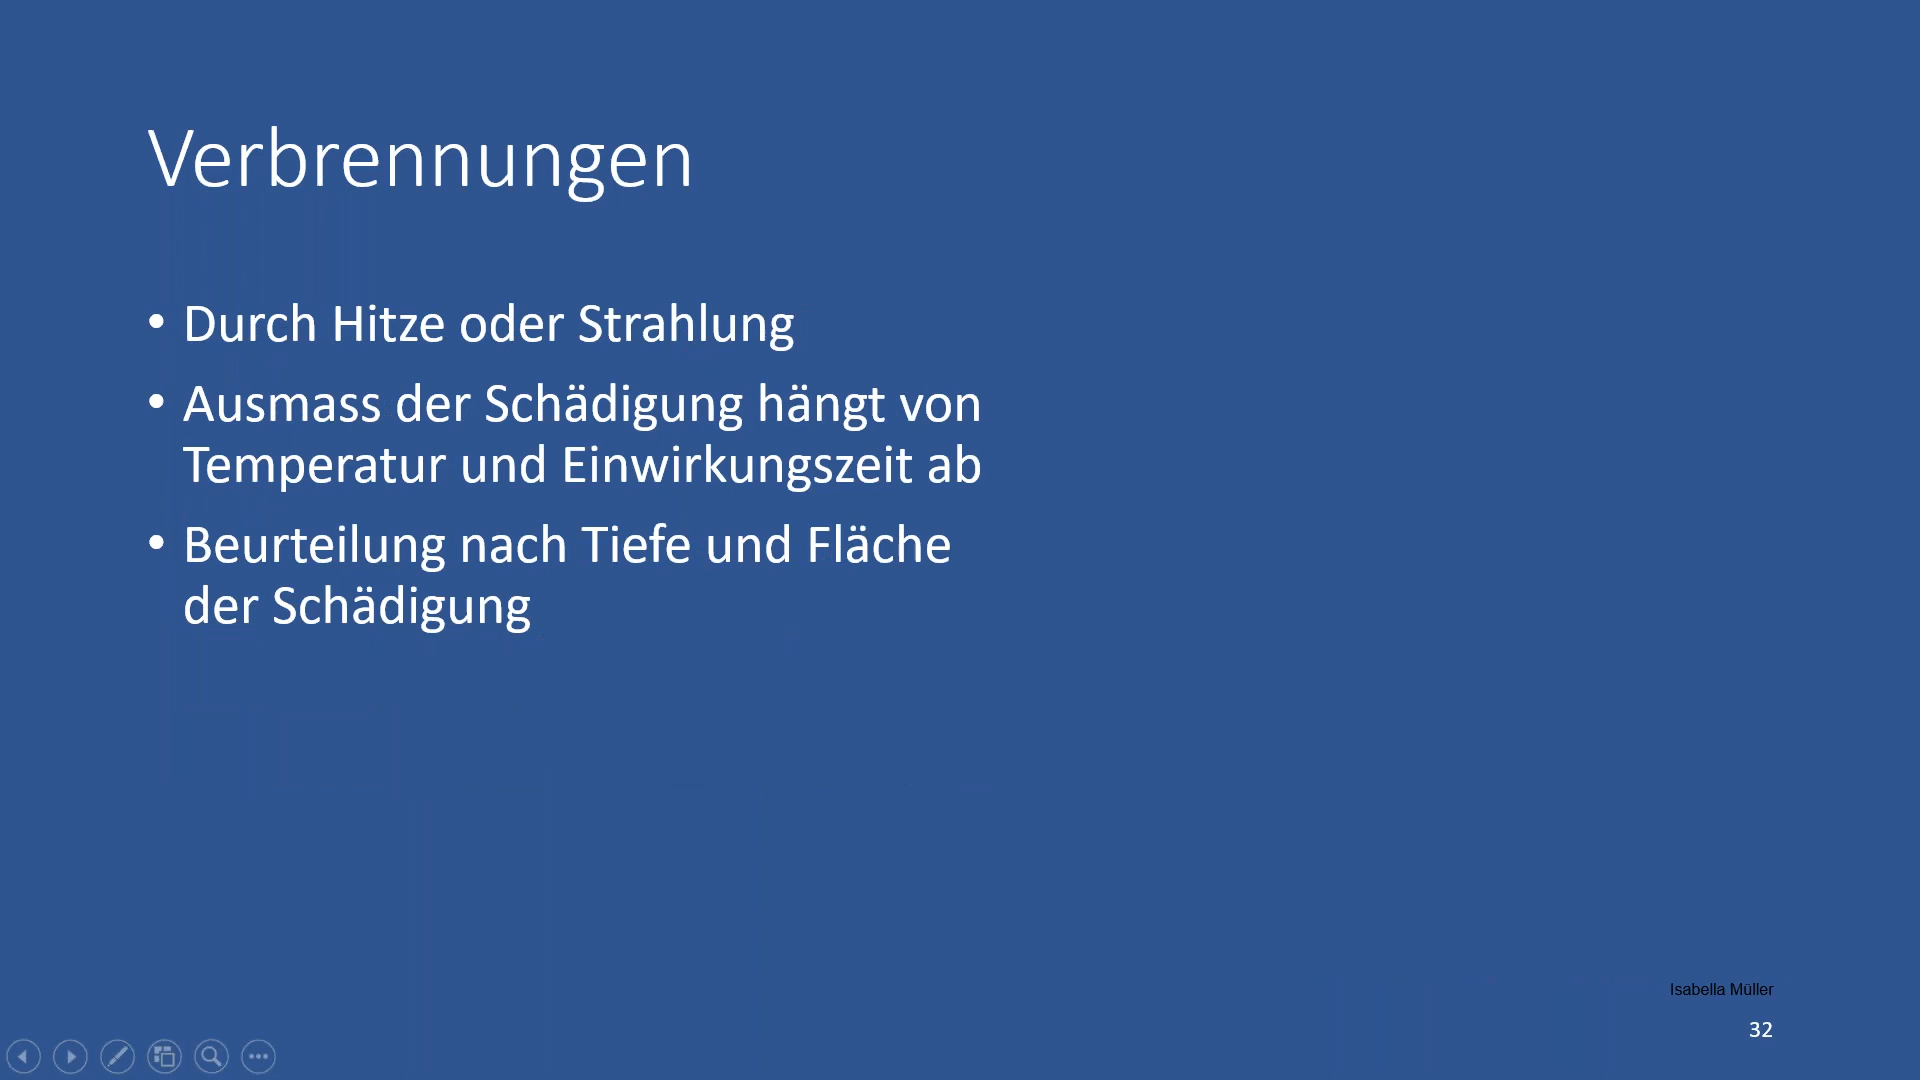 Verbrennungen
• Durch Hitze oder Strahlung
• Ausmass der Schädigung hängt von
Temperatur und Einwirkungszeit ab
• Beurteilung nach Tiefe und Fläche
der Schädigung
Isabella Müller
32